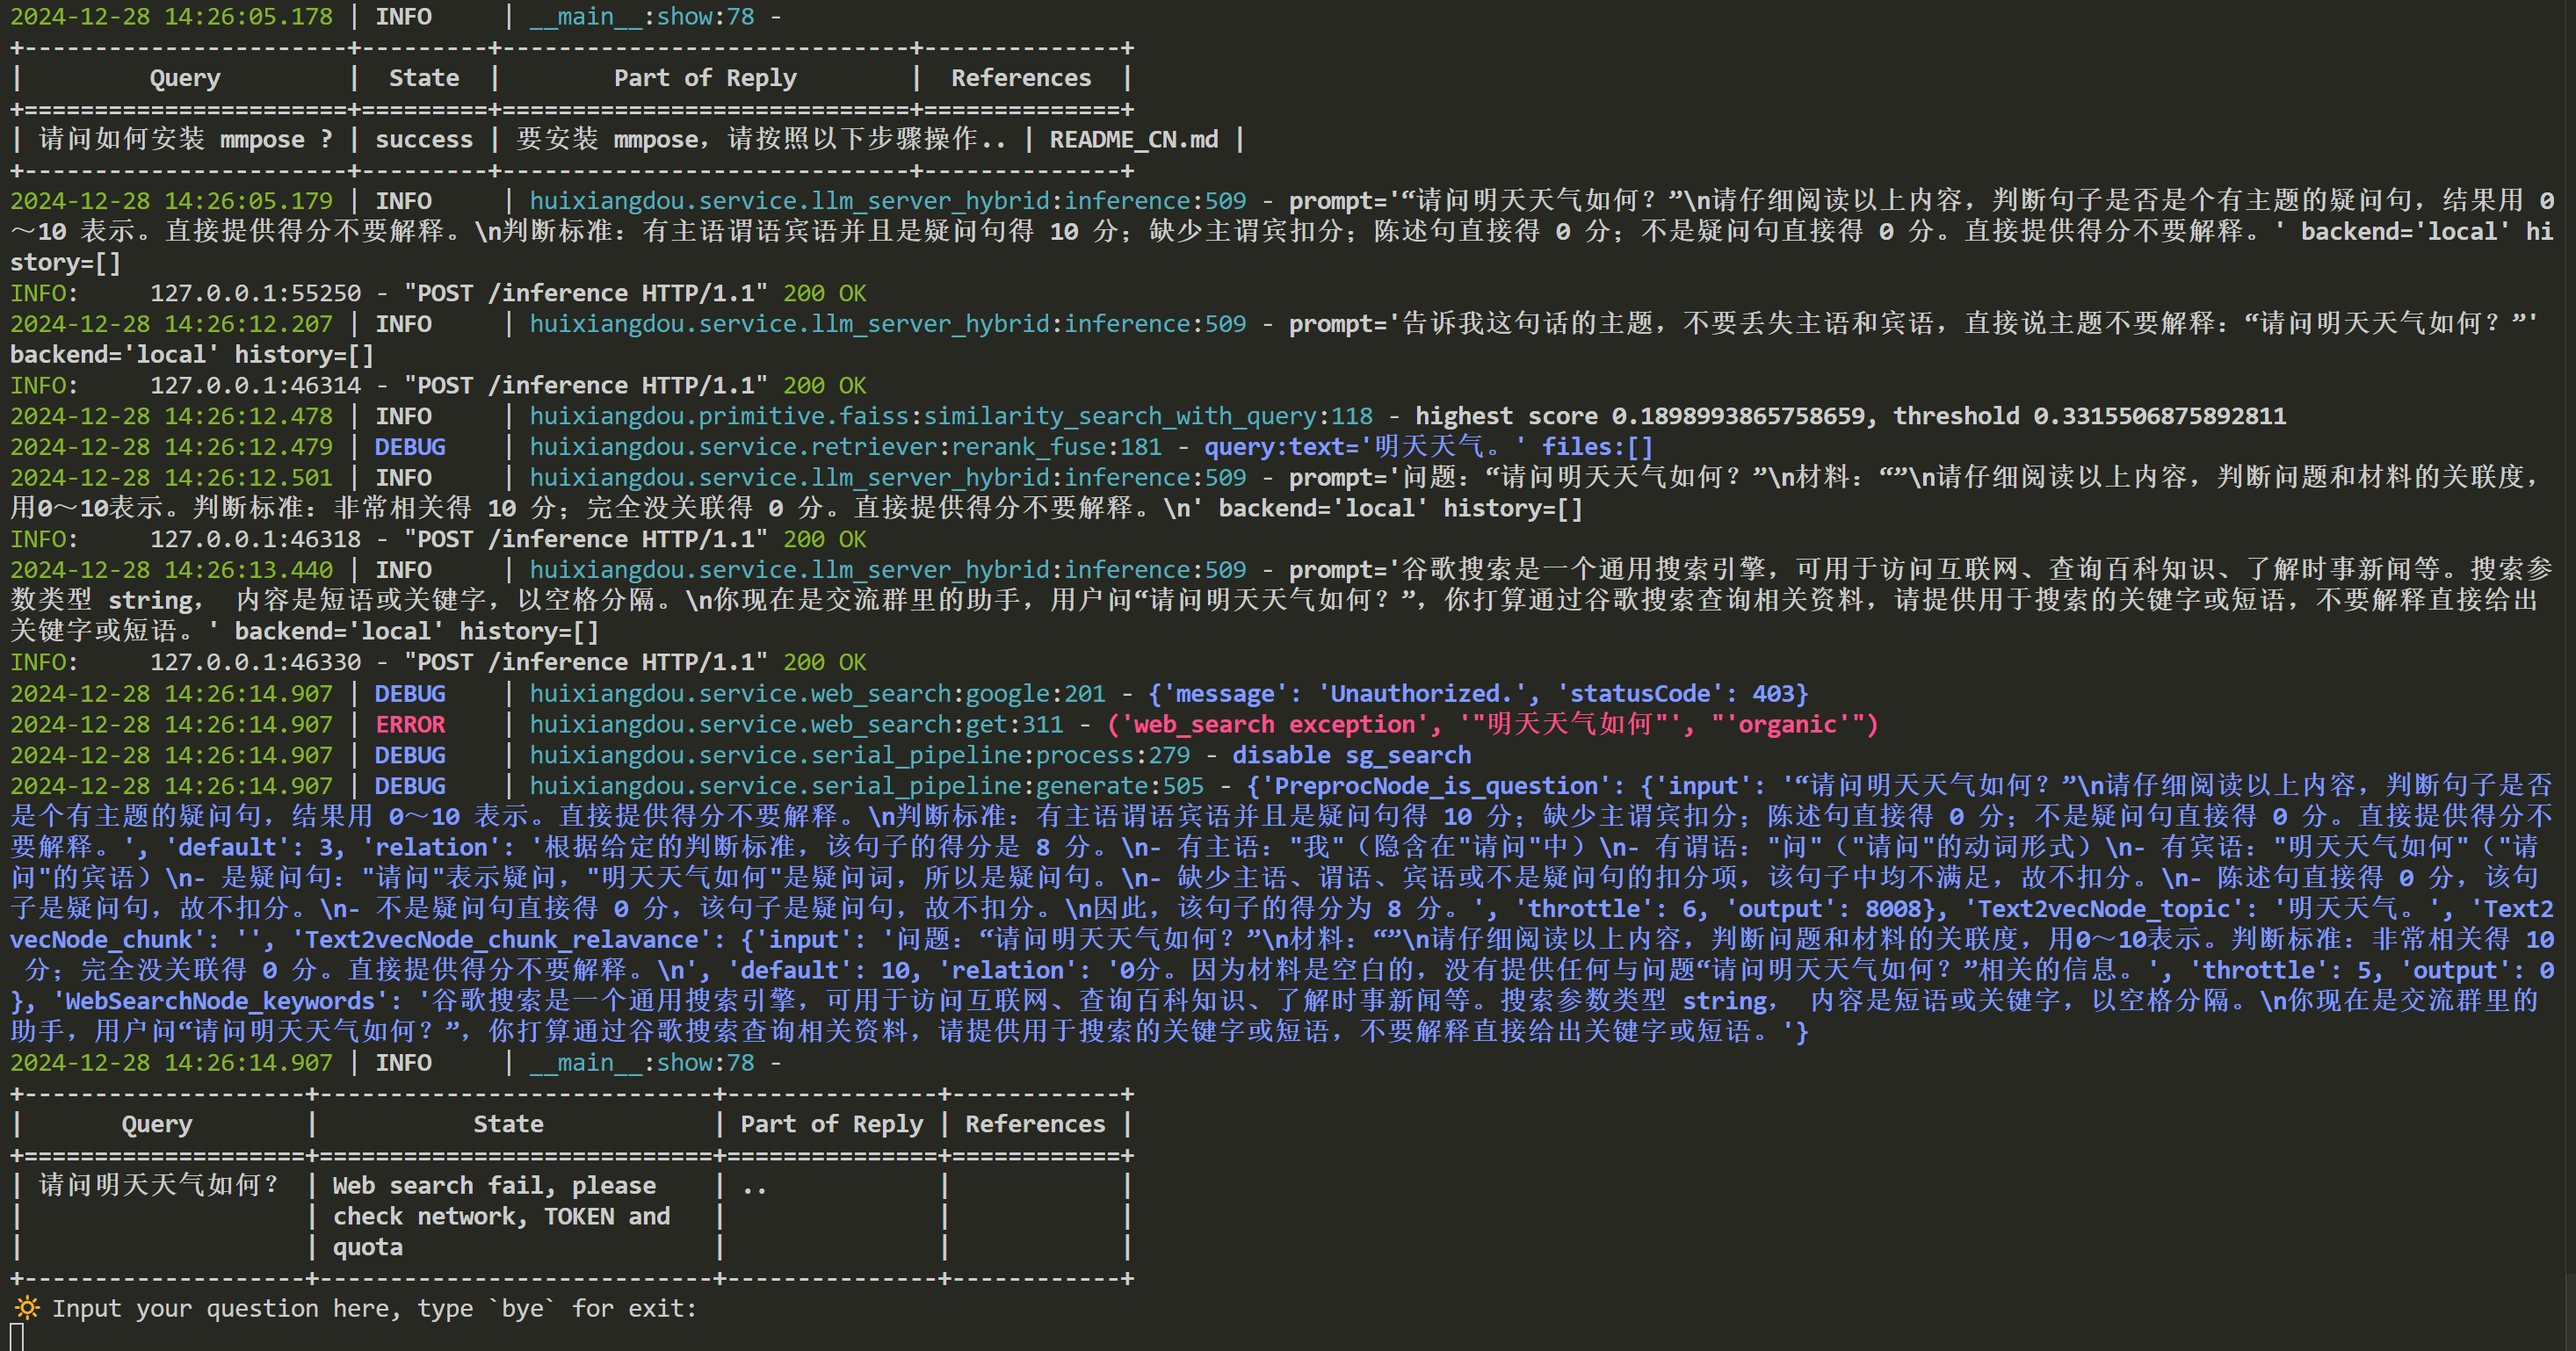 2024-12-28 14:26:05.178 | INFO     | __main__:show:78 -
+-----------------------+---------+-----------------------------+--------------+
|         Query         |  State  |        Part of Reply        |  References  |
+=======================+=========+=============================+==============+
| 请问如何安装 mmpose ? | success | 要安装 mmpose，请按照以下步骤操作.. | README_CN.md |
+-----------------------+---------+-----------------------------+--------------+
2024-12-28 14:26:05.179 | INFO     | huixiangdou.service.llm_server_hybrid:inference:509 - prompt='“请问明天天气如何？”\n请仔细阅读以上内容，判断句子是否是个有主题的疑问句，结果用 0
～10 表示。直接提供得分不要解释。\n判断标准：有主语谓语宾语并且是疑问句得 10 分；缺少主谓宾扣分；陈述句直接得 0 分；不是疑问句直接得 0 分。直接提供得分不要解释。' backend='local' hi
story=[]
INFO:     127.0.0.1:55250 - "POST /inference HTTP/1.1" 200 OK
2024-12-28 14:26:12.207 | INFO     | huixiangdou.service.llm_server_hybrid:inference:509 - prompt='告诉我这句话的主题，不要丢失主语和宾语，直接说主题不要解释：“请问明天天气如何？”'
backend='local' history=[]
INFO:     127.0.0.1:46314 - "POST /inference HTTP/1.1" 200 OK
2024-12-28 14:26:12.478 | INFO     | huixiangdou.primitive.faiss:similarity_search_with_query:118 - highest score 0.1898993865758659, threshold 0.3315506875892811
2024-12-28 14:26:12.479 | DEBUG    | huixiangdou.service.retriever:rerank_fuse:181 - query:text='明天天气。' files:[]
2024-12-28 14:26:12.501 | INFO     | huixiangdou.service.llm_server_hybrid:inference:509 - prompt='问题：“请问明天天气如何？”\n材料：“”\n请仔细阅读以上内容，判断问题和材料的关联度，
用0～10表示。判断标准：非常相关得 10 分；完全没关联得 0 分。直接提供得分不要解释。\n' backend='local' history=[]
INFO:     127.0.0.1:46318 - "POST /inference HTTP/1.1" 200 OK
2024-12-28 14:26:13.440 | INFO     | huixiangdou.service.llm_server_hybrid:inference:509 - prompt='谷歌搜索是一个通用搜索引擎，可用于访问互联网、查询百科知识、了解时事新闻等。搜索参
数类型 string， 内容是短语或关键字，以空格分隔。\n你现在是交流群里的助手，用户问“请问明天天气如何？”，你打算通过谷歌搜索查询相关资料，请提供用于搜索的关键字或短语，不要解释直接给出
关键字或短语。' backend='local' history=[]
INFO:     127.0.0.1:46330 - "POST /inference HTTP/1.1" 200 OK
2024-12-28 14:26:14.907 | DEBUG    | huixiangdou.service.web_search:google:201 - {'message': 'Unauthorized.', 'statusCode': 403}
2024-12-28 14:26:14.907 | ERROR    | huixiangdou.service.web_search:get:311 - ('web_search exception', '"明天天气如何"', "'organic'")
2024-12-28 14:26:14.907 | DEBUG    | huixiangdou.service.serial_pipeline:process:279 - disable sg_search
2024-12-28 14:26:14.907 | DEBUG    | huixiangdou.service.serial_pipeline:generate:505 - {'PreprocNode_is_question': {'input': '“请问明天天气如何？”\n请仔细阅读以上内容，判断句子是否
是个有主题的疑问句，结果用 0～10 表示。直接提供得分不要解释。\n判断标准：有主语谓语宾语并且是疑问句得 10 分；缺少主谓宾扣分；陈述句直接得 0 分；不是疑问句直接得 0 分。直接提供得分不
要解释。', 'default': 3, 'relation': '根据给定的判断标准，该句子的得分是 8 分。\n- 有主语："我"（隐含在"请问"中）\n- 有谓语："问"（"请问"的动词形式）\n- 有宾语："明天天气如何"（"请
问"的宾语）\n- 是疑问句："请问"表示疑问，"明天天气如何"是疑问词，所以是疑问句。\n- 缺少主语、谓语、宾语或不是疑问句的扣分项，该句子中均不满足，故不扣分。\n- 陈述句直接得 0 分，该句
子是疑问句，故不扣分。\n- 不是疑问句直接得 0 分，该句子是疑问句，故不扣分。\n因此，该句子的得分为 8 分。', 'throttle': 6, 'output': 8008}, 'Text2vecNode_topic': '明天天气。', 'Text2
vecNode_chunk': '', 'Text2vecNode_chunk_relavance': {'input': '问题：“请问明天天气如何？”\n材料：“”\n请仔细阅读以上内容，判断问题和材料的关联度，用0～10表示。判断标准：非常相关得 10
 分；完全没关联得 0 分。直接提供得分不要解释。\n', 'default': 10, 'relation': '0分。因为材料是空白的，没有提供任何与问题“请问明天天气如何？”相关的信息。', 'throttle': 5, 'output': 0
}, 'WebSearchNode_keywords': '谷歌搜索是一个通用搜索引擎，可用于访问互联网、查询百科知识、了解时事新闻等。搜索参数类型 string， 内容是短语或关键字，以空格分隔。\n你现在是交流群里的
助手，用户问“请问明天天气如何？”，你打算通过谷歌搜索查询相关资料，请提供用于搜索的关键字或短语，不要解释直接给出关键字或短语。'}
2024-12-28 14:26:14.907 | INFO     | __main__:show:78 -
+--------------------+----------------------------+---------------+------------+
|       Query        |           State            | Part of Reply | References |
+====================+============================+===============+============+
| 请问明天天气如何？ | Web search fail, please    | ..            |            |
|                    | check network, TOKEN and   |               |            |
|                    | quota                      |               |            |
+--------------------+----------------------------+---------------+------------+
🔆 Input your question here, type `bye` for exit: